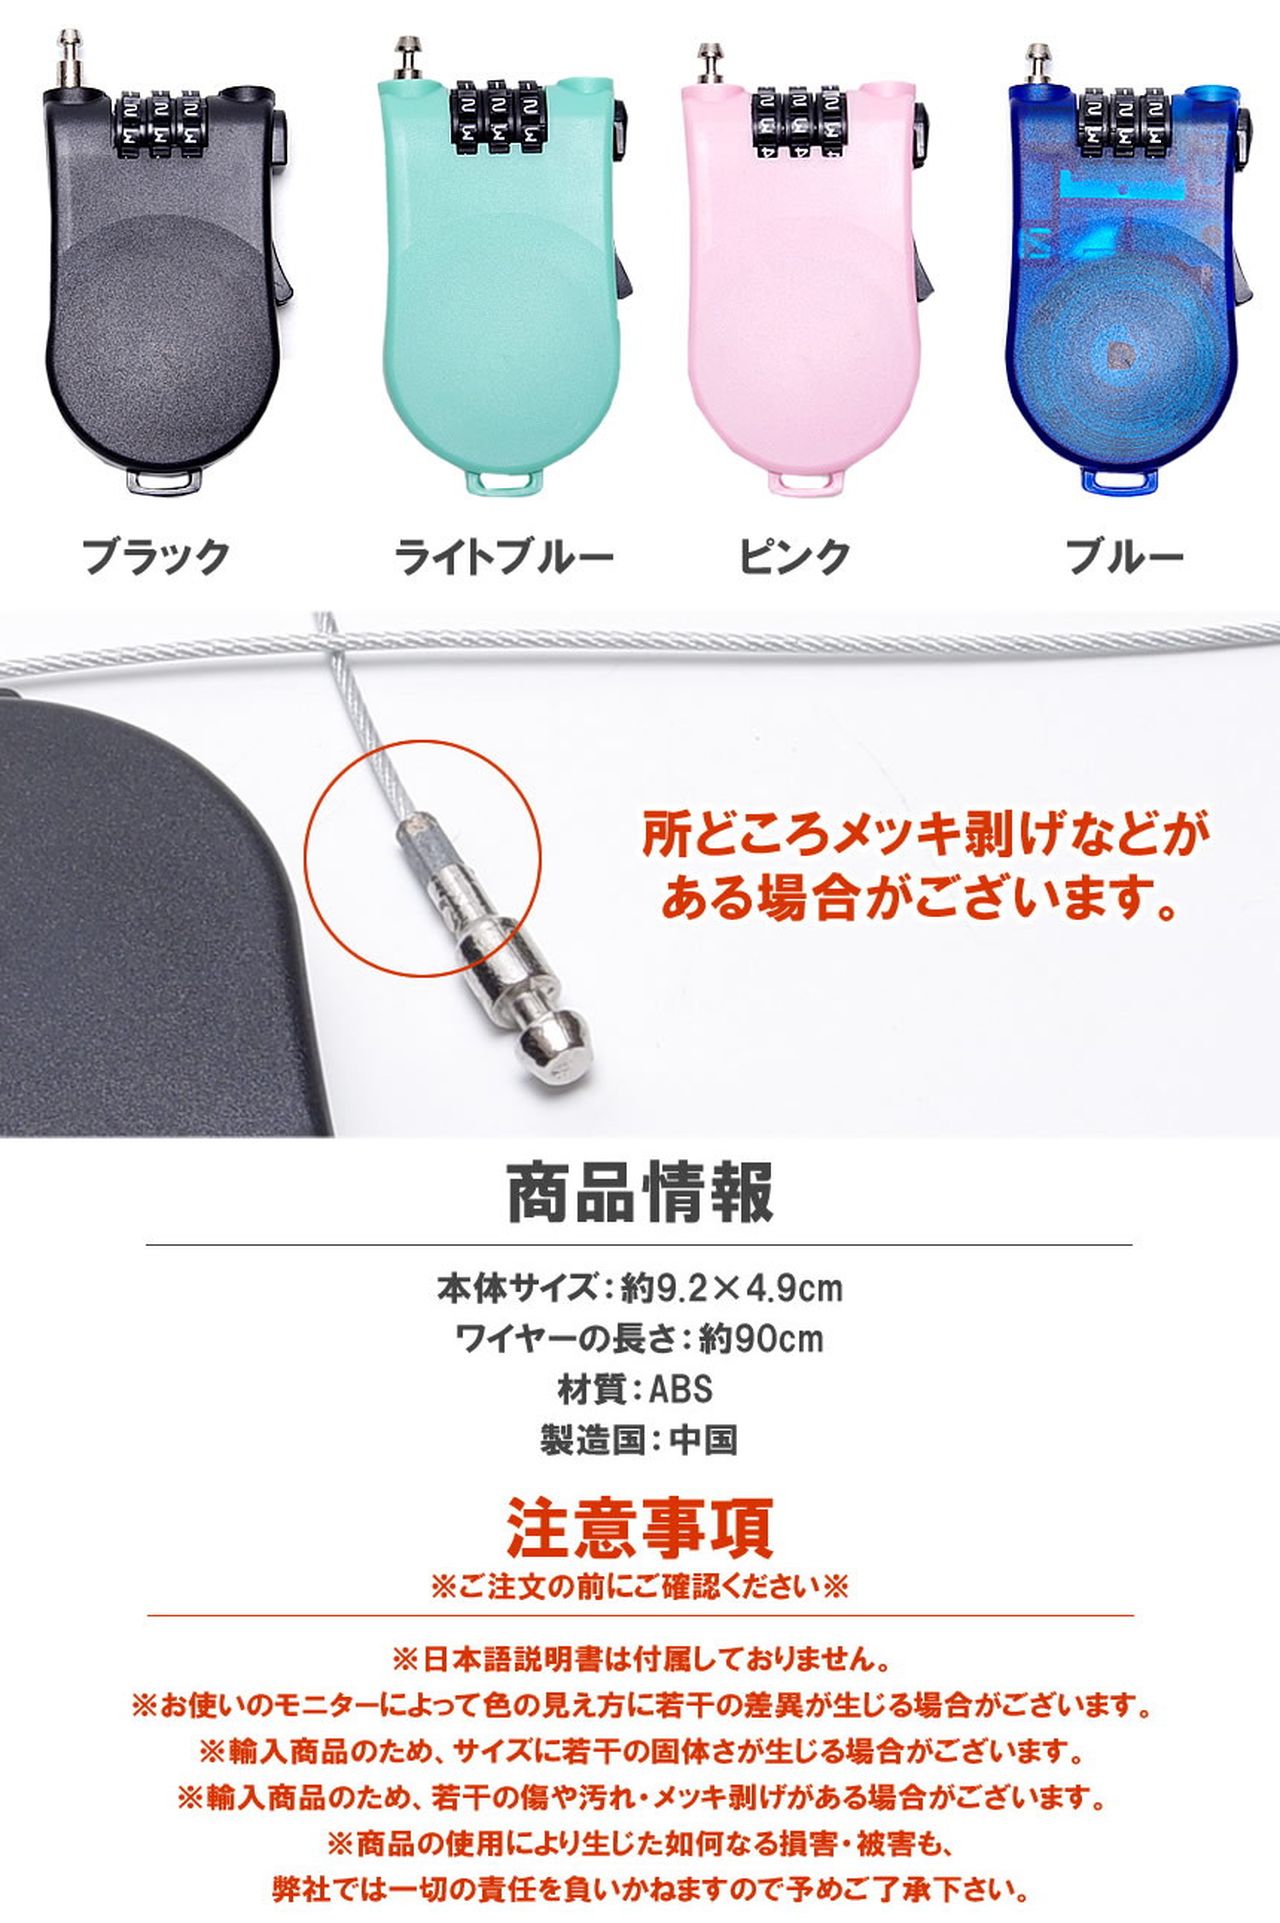 ブラック
ライトブルー
ピンク
ブルー
所どころメッキ剥げなどが
ある場合がございます。
商品情報
本体サイズ：約9.2×4.9cm
ワイヤーの長さ：約90cm
材質：ABS
製造国：中国
注意事項
※ご注文の前にご確認ください※
※日本語説明書は付属しておりません。
※お使いのモニターによって色の見え方に若干の差異が生じる場合がございます。
※輸入商品のため、サイズに若干の固体さが生じる場合がございます。
※輸入商品のため、若干の傷や汚れ・メッキ剥げがある場合がございます。
※商品の使用により生じた如何なる損害・被害も、
弊社では一切の責任を負いかねますので予めご了承下さい。